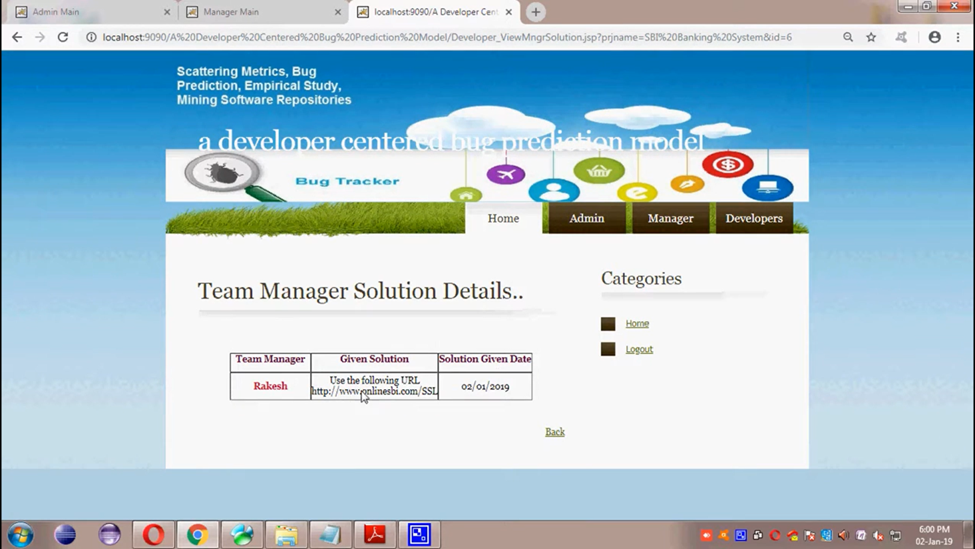 Admin Main
Manager Main
localhost:9090/A Developer Cent
localhost:9090/A%20Developer%20Centered%20Bug%20Prediction%20Model/Developer_ViewMngrSolution.jsp?prjname=SBI%20Banking%20System&id=6
Scattering Metrics, Bug
Prediction, Empirical Study,
Mining Software Repositories
a developer centered bug prediction model
Bug Tracker
Home
Admin
Manager
Developers
Team Manager Solution Details..
Categories
Home
Logout
Team Manager
Given Solution
Solution Given Date
Rakesh
Use the following URL
http://www.onlinesbi.com/SSL
02/01/2019
Back
6:00 PM
02-Jan-19